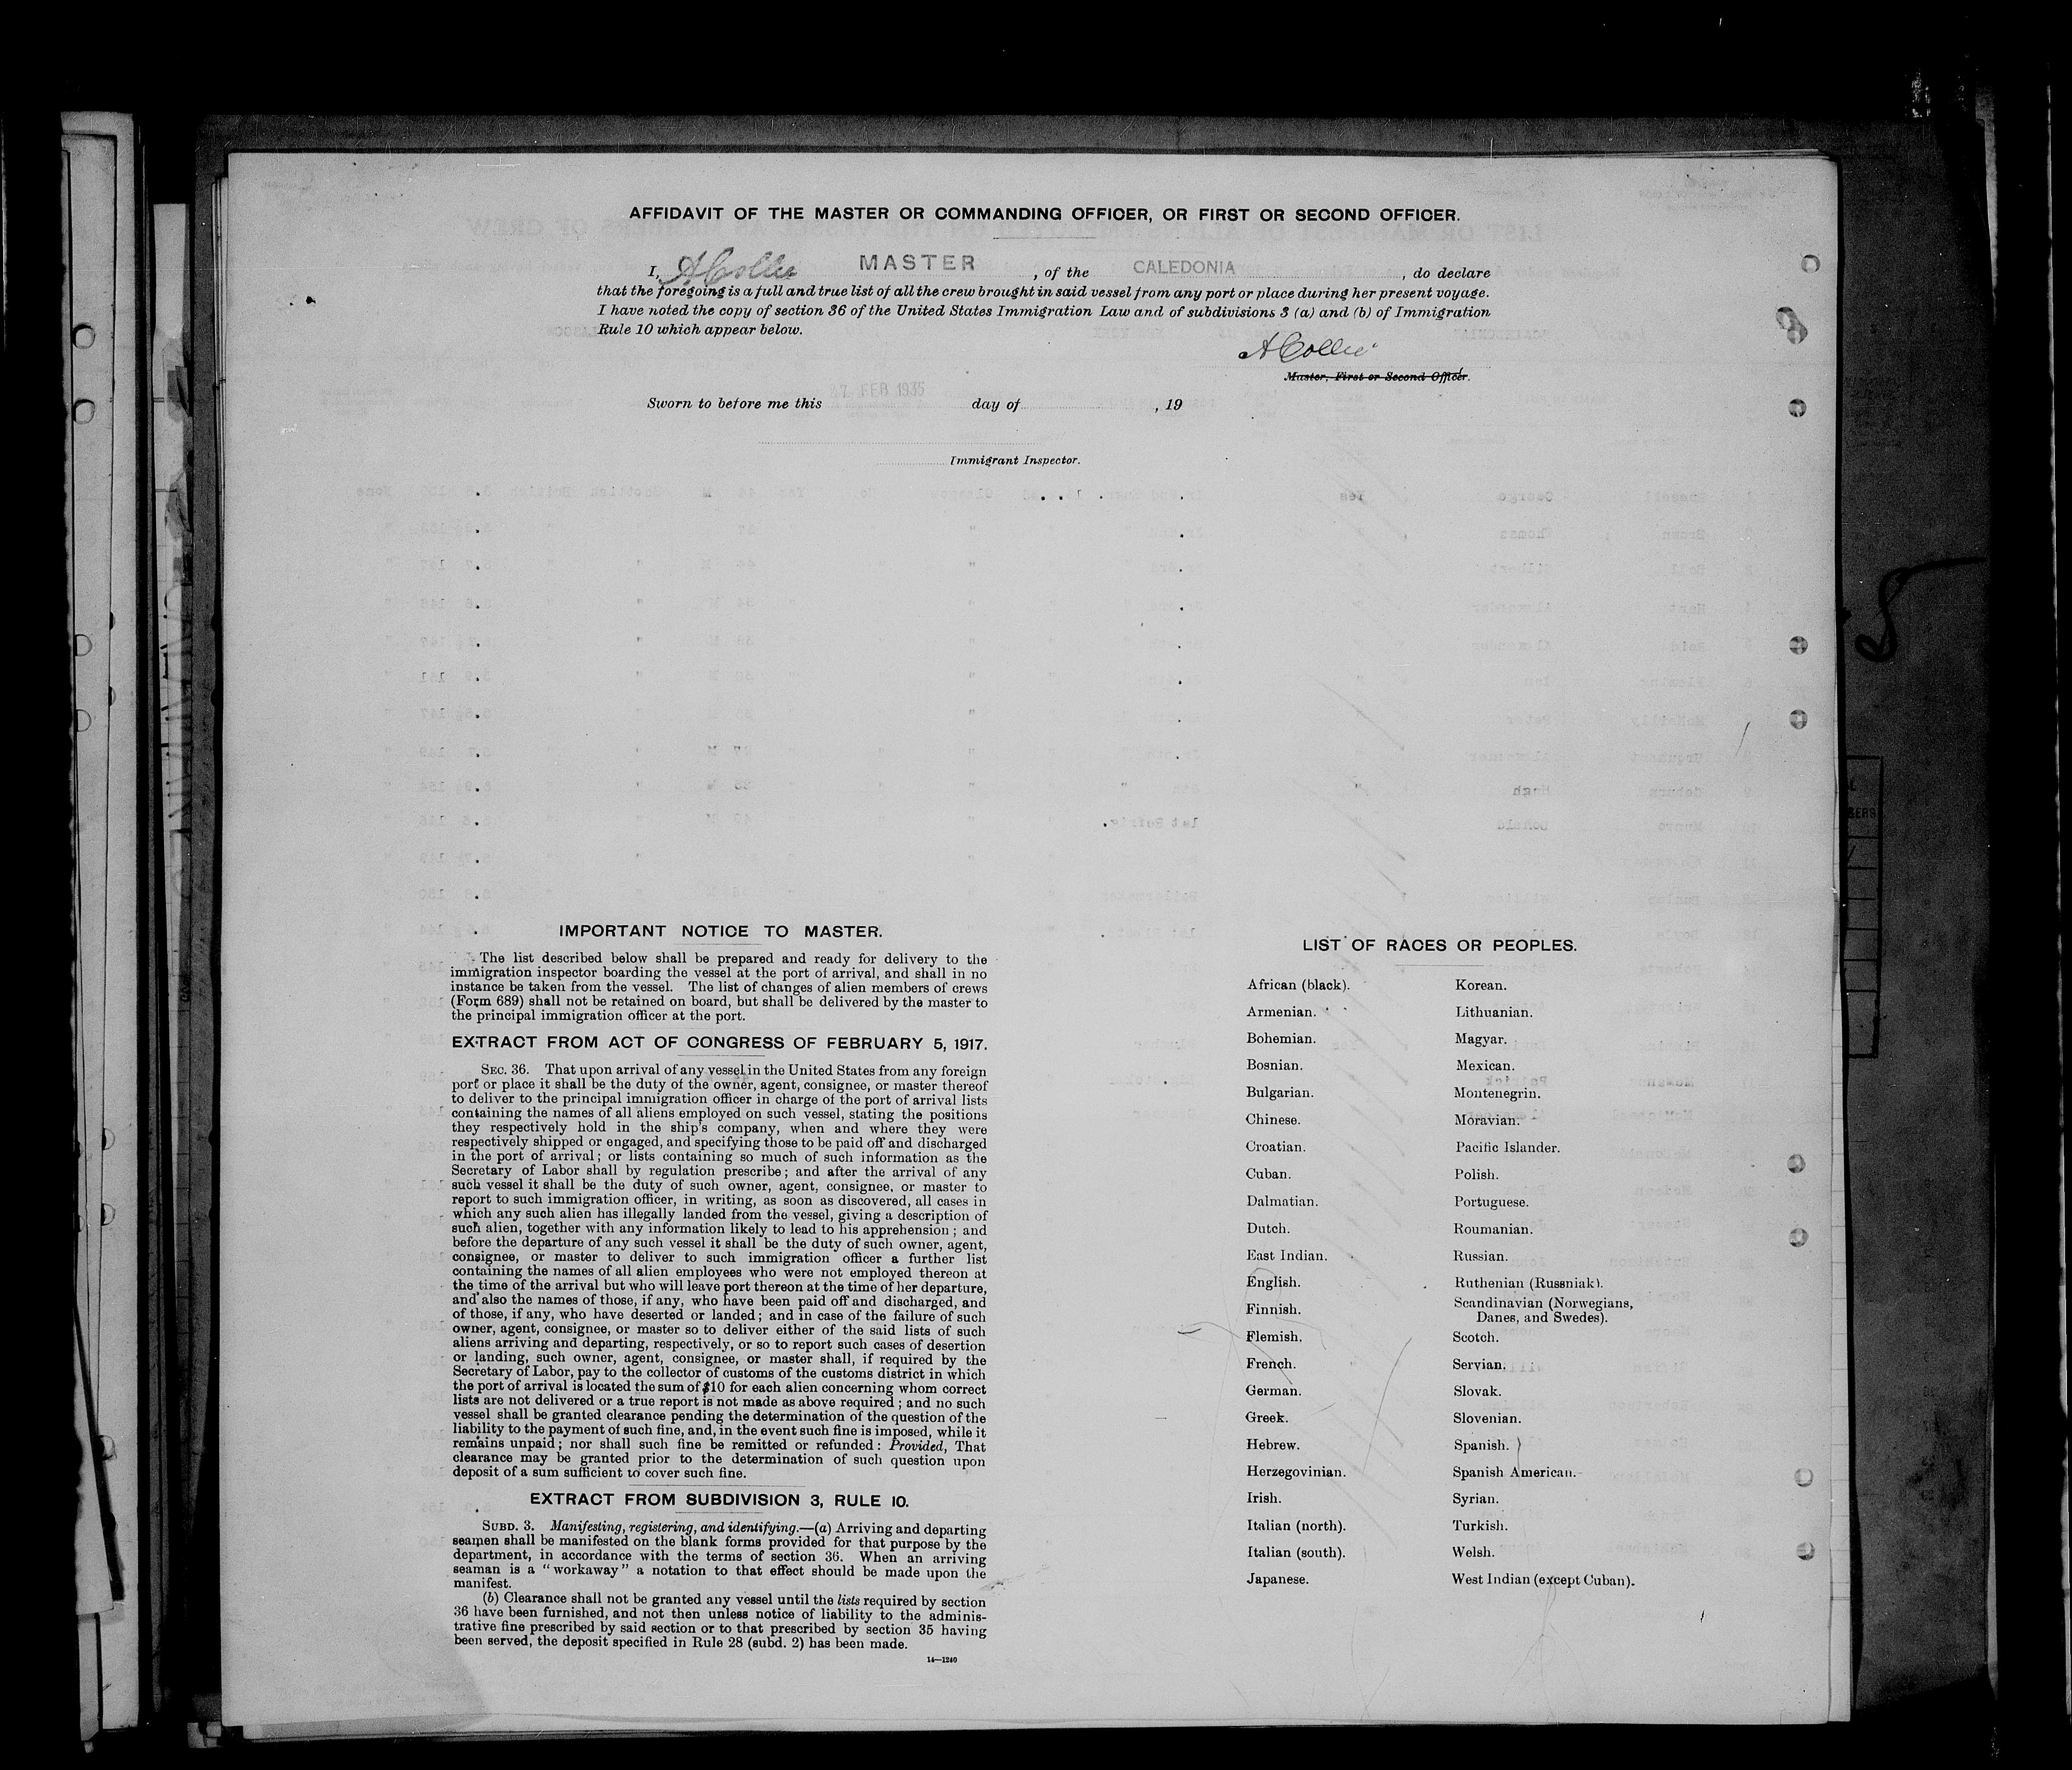 AFFIDAVIT OF THE MASTER OR COMMANDING OFFICER, OR FIRST OR SECOND OFFICER.
I, A Collie MASTER , of the CALEDONIA , do declare
that the foregoing is a full and true list of all the crew brought in said vessel from any port or place during her present voyage.
I have noted the copy of section 36 of the United States Immigration Law and of subdivisions 3 (a) and (b) of Immigration
Rule 10 which appear below.
A Collie
Master, First or Second Officer.
27 FEB 1935
Sworn to before me this day of , 19
Immigrant Inspector.
IMPORTANT NOTICE TO MASTER.
The list described below shall be prepared and ready for delivery to the
immigration inspector boarding the vessel at the port of arrival, and shall in no
instance be taken from the vessel. The list of changes of alien members of crews
(Form 689) shall not be retained on board, but shall be delivered by the master to
the principal immigration officer at the port.
EXTRACT FROM ACT OF CONGRESS OF FEBRUARY 5, 1917.
SEC. 36. That upon arrival of any vessel in the United States from any foreign
port or place it shall be the duty of the owner, agent, consignee, or master thereof
to deliver to the principal immigration officer in charge of the port of arrival lists
containing the names of all aliens employed on such vessel, stating the positions
they respectively hold in the ship's company, when and where they were
respectively shipped or engaged, and specifying those to be paid off and discharged
in the port of arrival; or lists containing so much of such information as the
Secretary of Labor shall by regulation prescribe; and after the arrival of any
such vessel it shall be the duty of such owner, agent, consignee, or master to
report to such immigration officer, in writing, as soon as discovered, all cases in
which any such alien has illegally landed from the vessel, giving a description of
such alien, together with any information likely to lead to his apprehension; and
before the departure of any such vessel it shall be the duty of such owner, agent,
consignee, or master to deliver to such immigration officer a further list
containing the names of all alien employees who were not employed thereon at
the time of the arrival but who will leave port thereon at the time of her departure,
and also the names of those, if any, who have been paid off and discharged, and
of those, if any, who have deserted or landed; and in case of the failure of such
owner, agent, consignee, or master so to deliver either of the said lists of such
aliens arriving and departing, respectively, or so to report such cases of desertion
or landing, such owner, agent, consignee, or master shall, if required by the
Secretary of Labor, pay to the collector of customs of the customs district in which
the port of arrival is located the sum of $10 for each alien concerning whom correct
lists are not delivered or a true report is not made as above required; and no such
vessel shall be granted clearance pending the determination of the question of the
liability to the payment of such fine, and, in the event such fine is imposed, while it
remains unpaid; nor shall such fine be remitted or refunded: Provided, That
clearance may be granted prior to the determination of such question upon
deposit of a sum sufficient to cover such fine.
EXTRACT FROM SUBDIVISION 3, RULE 10.
SUBD. 3. Manifesting, registering, and identifying.—(a) Arriving and departing
seamen shall be manifested on the blank forms provided for that purpose by the
department, in accordance with the terms of section 36. When an arriving
seaman is a "workaway" a notation to that effect should be made upon the
manifest.
(b) Clearance shall not be granted any vessel until the lists required by section
36 have been furnished, and not then unless notice of liability to the adminis-
trative fine prescribed by said section or to that prescribed by section 35 having
been served, the deposit specified in Rule 28 (subd. 2) has been made.
14—1240
LIST OF RACES OR PEOPLES.
African (black).
Armenian.
Bohemian.
Bosnian.
Bulgarian.
Chinese.
Croatian.
Cuban.
Dalmatian.
Dutch.
East Indian.
English.
Finnish.
Flemish.
French.
German.
Greek.
Hebrew.
Herzegovinian.
Irish.
Italian (north).
Italian (south).
Japanese.
Korean.
Lithuanian.
Magyar.
Mexican.
Montenegrin.
Moravian.
Pacific Islander.
Polish.
Portuguese.
Roumanian.
Russian.
Ruthenian (Russniak).
Scandinavian (Norwegians,
Danes, and Swedes).
Scotch.
Servian.
Slovak.
Slovenian.
Spanish.
Spanish American.
Syrian.
Turkish.
Welsh.
West Indian (except Cuban).